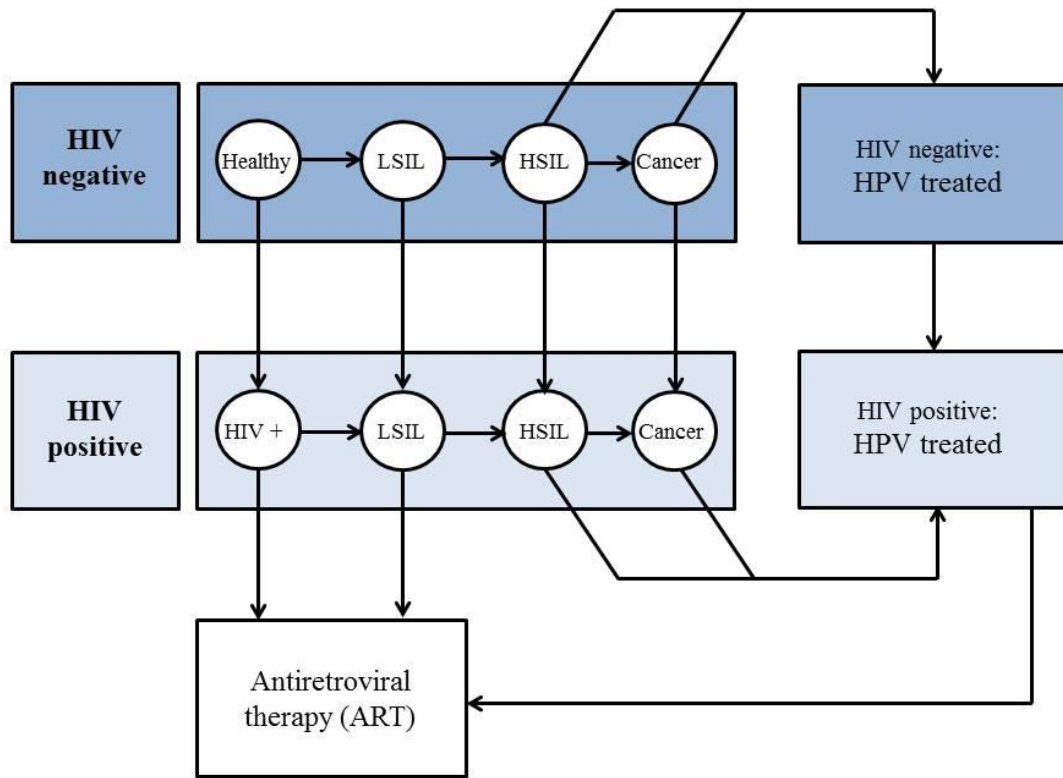 HIV
negative
Healthy
LSIL
HSIL
Cancer
HIV negative:
HPV treated
HIV
positive
HIV +
LSIL
HSIL
Cancer
HIV positive:
HPV treated
Antiretroviral
therapy (ART)